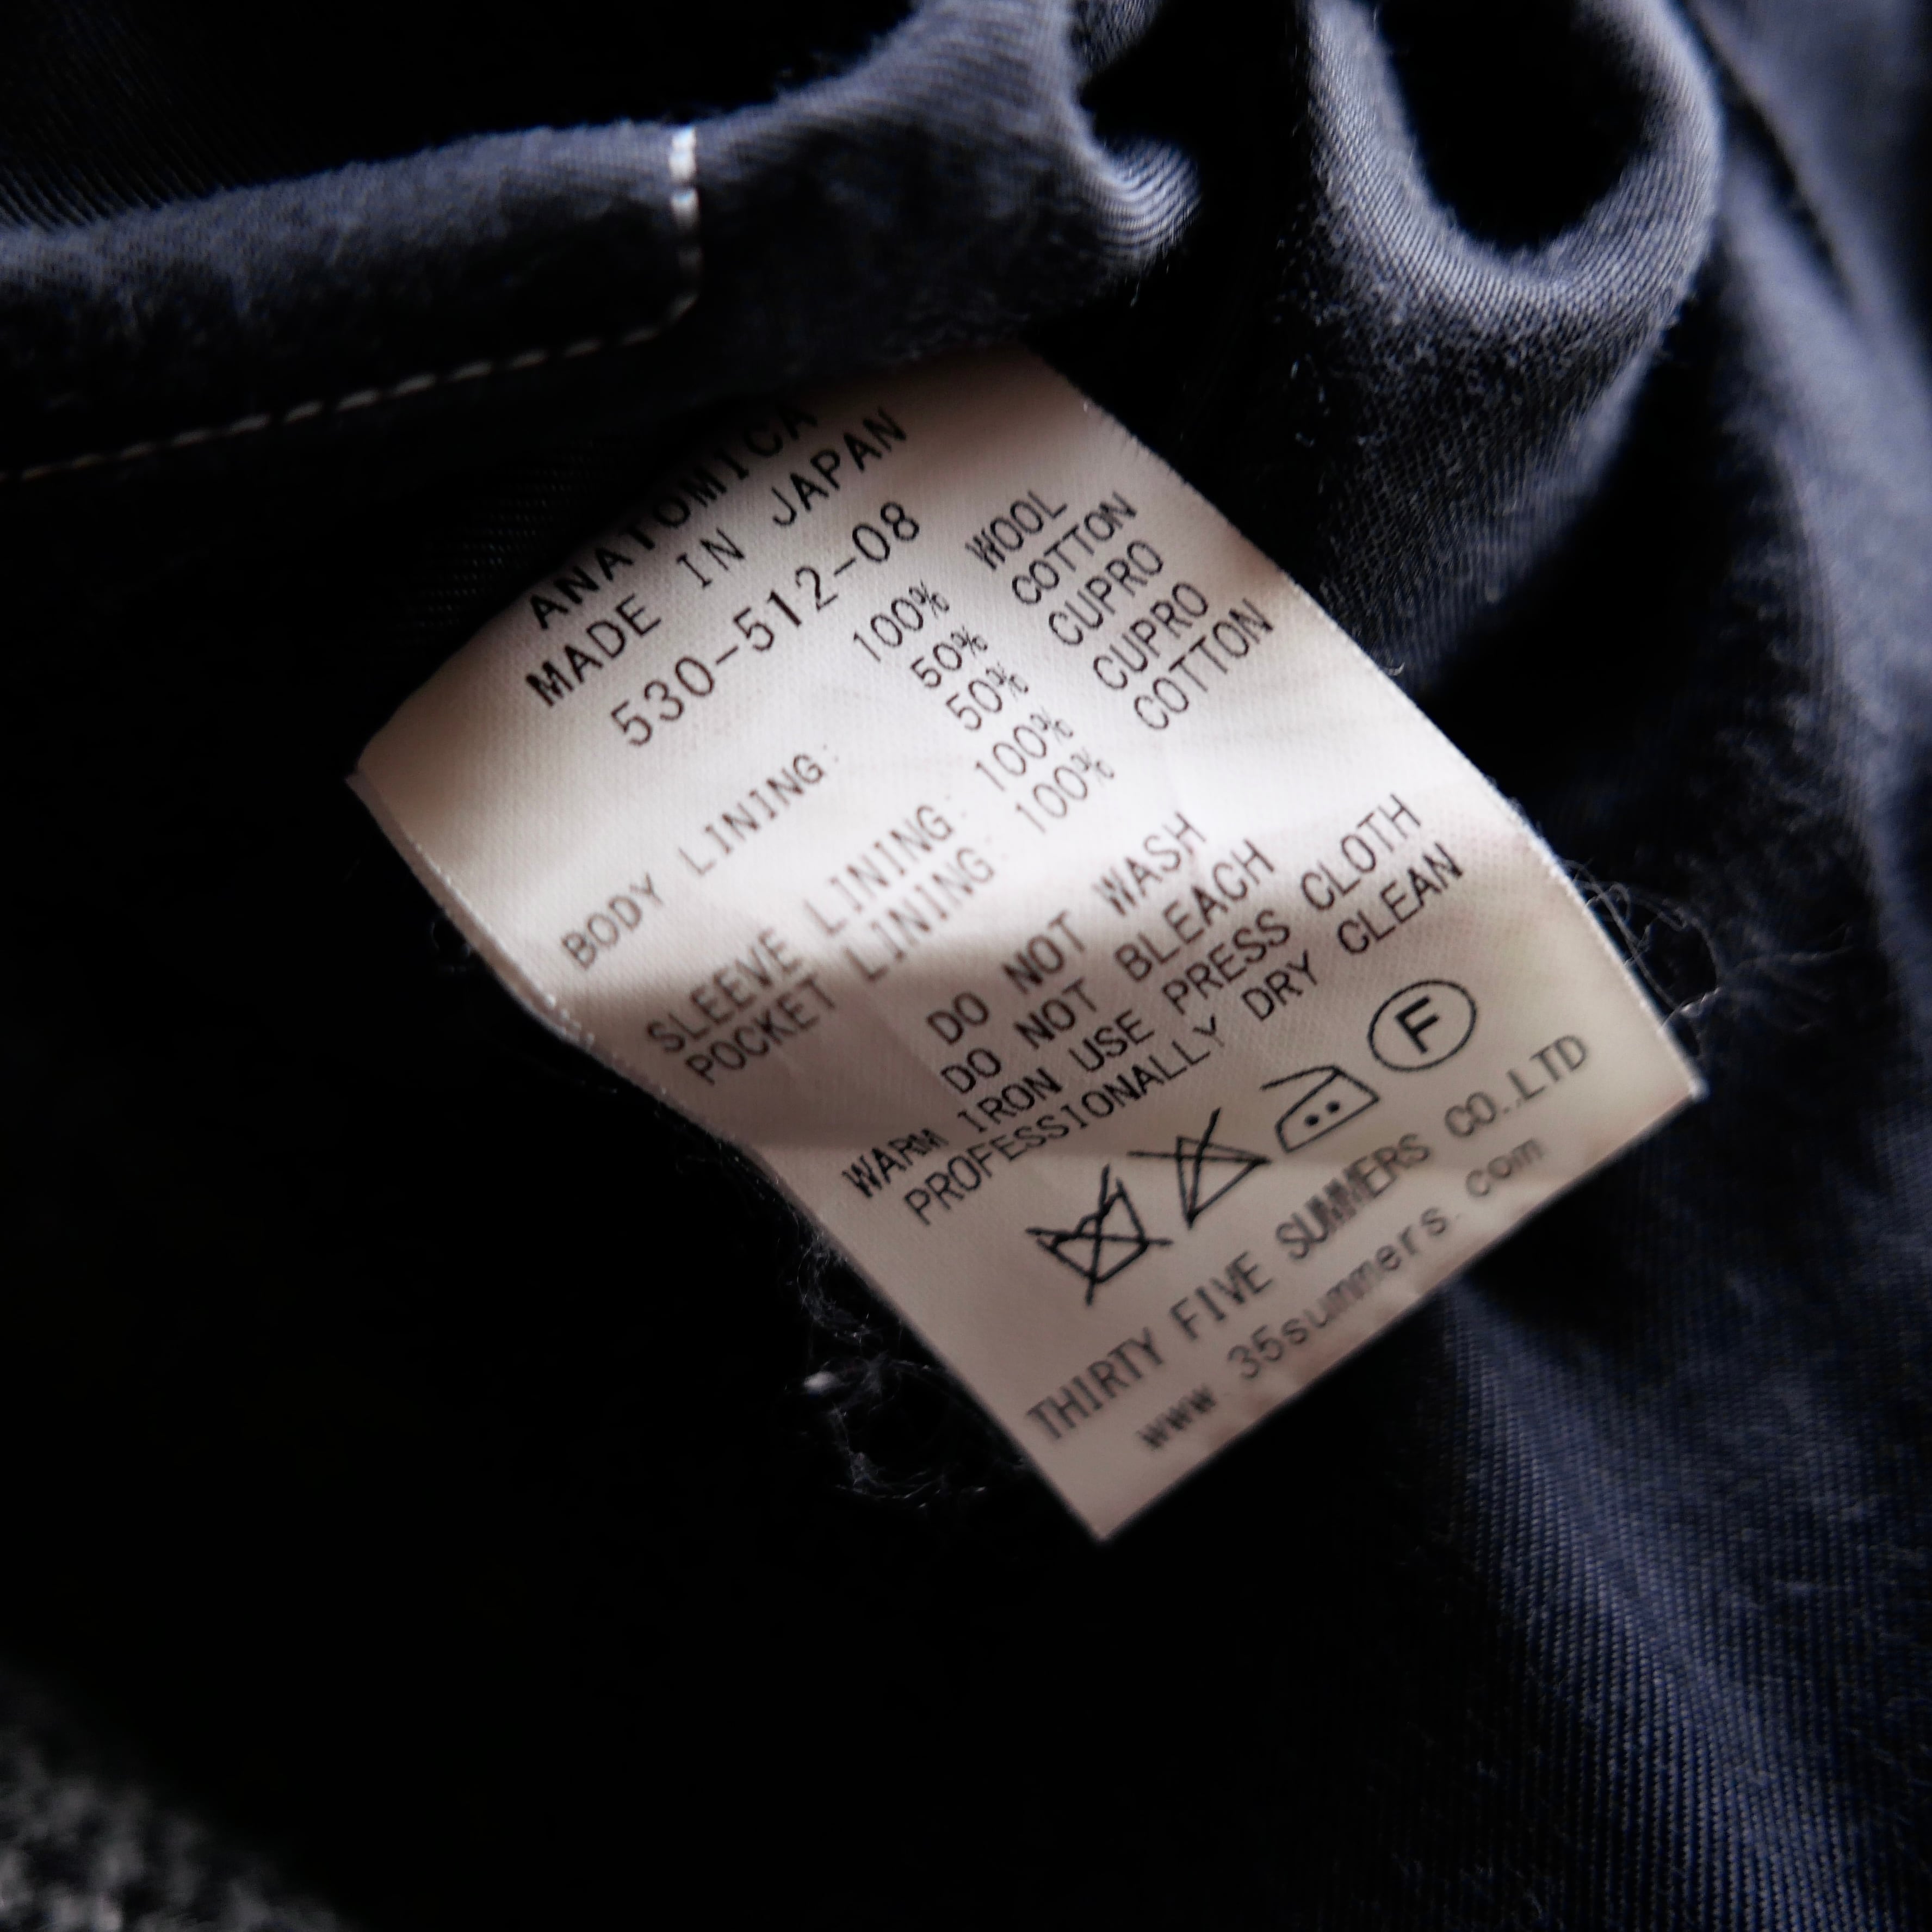 ANATOMICA
MADE IN JAPAN
530-512-08
100% WOOL
BODY LINING: 50% COTTON
50% CUPRO
SLEEVE LINING: 100% CUPRO
POCKET LINING: 100% COTTON
DO NOT WASH
DO NOT BLEACH
WARM IRON USE PRESS CLOTH
PROFESSIONALLY DRY CLEAN
F
THIRTY FIVE SUMMERS CO.,LTD
www.35summers.com